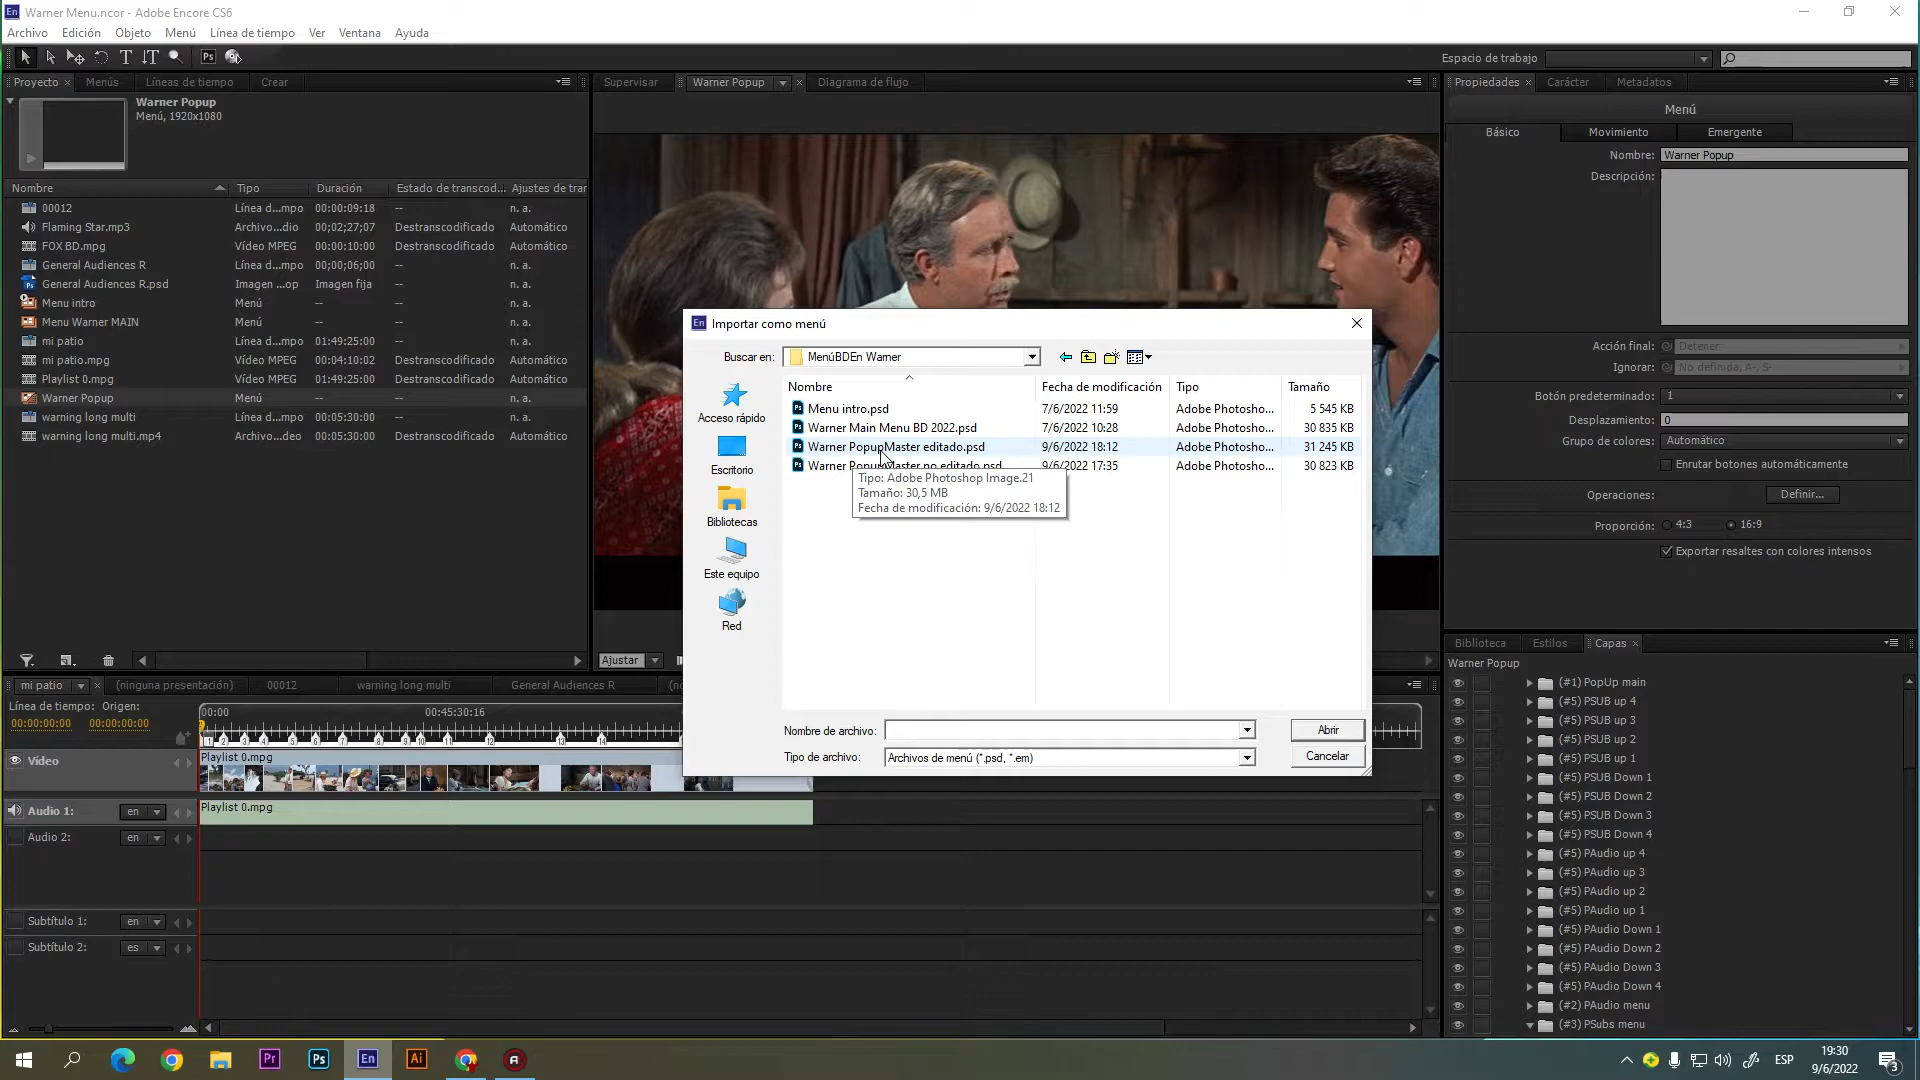 Warner Menu.ncor - Adobe Encore CS6
Archivo Edición Objeto Menú Línea de tiempo Ver Ventana Ayuda
Espacio de trabajo
Proyecto Menús Líneas de tiempo Crear
Warner Popup
Menú, 1920x1080
Nombre Tipo Duración Estado de transcod... Ajustes de trar
00012 Línea d...mpo 00:00:09:18 -- n. a.
Flaming Star.mp3 Archivo...dio 00;02;27;07 Destranscodificado Automático
FOX BD.mpg Vídeo MPEG 00:00:10:00 Destranscodificado Automático
General Audiences R Línea d...mpo 00;00;06;00 -- n. a.
General Audiences R.psd Imagen ...op Imagen fija Destranscodificado Automático
Menu intro Menú -- -- n. a.
Menu Warner MAIN Menú -- -- n. a.
mi patio Línea d...mpo 01:49:25:00 -- n. a.
mi patio.mpg Vídeo MPEG 00:04:10:02 Destranscodificado Automático
Playlist 0.mpg Vídeo MPEG 01:49:25:00 Destranscodificado Automático
Warner Popup Menú -- -- n. a.
warning long multi Línea d...mpo 00:05:30:00 -- n. a.
warning long multi.mp4 Archivo...deo 00:05:30:00 Destranscodificado Automático
Supervisar Warner Popup Diagrama de flujo
Ajustar
Importar como menú
Buscar en: MenúBDEn Warner
Nombre Fecha de modificación Tipo Tamaño
Menu intro.psd 7/6/2022 11:59 Adobe Photosho... 5 545 KB
Warner Main Menu BD 2022.psd 7/6/2022 10:28 Adobe Photosho... 30 835 KB
Warner PopupMaster editado.psd 9/6/2022 18:12 Adobe Photosho... 31 245 KB
Warner PopupMaster no editado.psd 9/6/2022 17:35 Adobe Photosho... 30 823 KB
Tipo: Adobe Photoshop Image.21
Tamaño: 30,5 MB
Fecha de modificación: 9/6/2022 18:12
Acceso rápido
Escritorio
Bibliotecas
Este equipo
Red
Nombre de archivo: Abrir
Tipo de archivo: Archivos de menú (*.psd, *.em) Cancelar
Propiedades Carácter Metadatos
Menú
Básico Movimiento Emergente
Nombre: Warner Popup
Descripción:
Acción final: Detener
Ignorar: No definida, A-, S-
Botón predeterminado: 1
Desplazamiento: 0
Grupo de colores: Automático
Enrutar botones automáticamente
Operaciones: Definir...
Proporción: 4:3 16:9
Exportar resaltes con colores intensos
Biblioteca Estilos Capas
Warner Popup
(#1) PopUp main
(#5) PSUB up 4
(#5) PSUB up 3
(#5) PSUB up 2
(#5) PSUB up 1
(#5) PSUB Down 1
(#5) PSUB Down 2
(#5) PSUB Down 3
(#5) PSUB Down 4
(#5) PAudio up 4
(#5) PAudio up 3
(#5) PAudio up 2
(#5) PAudio up 1
(#5) PAudio Down 1
(#5) PAudio Down 2
(#5) PAudio Down 3
(#5) PAudio Down 4
(#2) PAudio menu
(#3) PSubs menu
mi patio (ninguna presentación) 00012 warning long multi General Audiences R
Línea de tiempo: Origen:
00:00:00:00 00:00:00:00
00:00 00:45:30:16
Vídeo
Playlist 0.mpg
Audio 1: en
Playlist 0.mpg
Audio 2: en
Subtítulo 1: en
Subtítulo 2: es
Pr Ps En Ai
ESP
19:30
9/6/2022
3